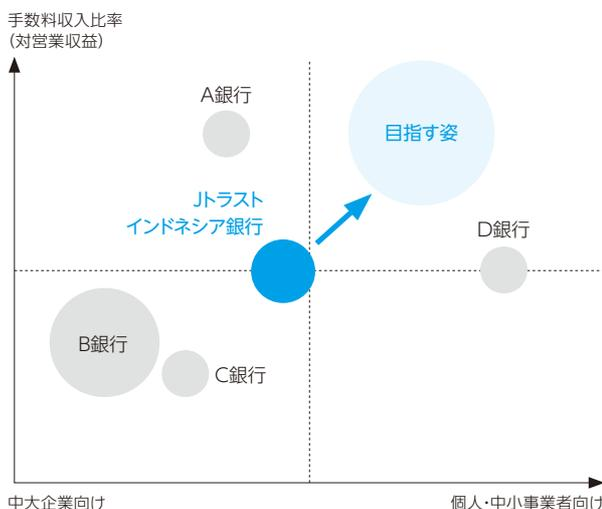 手数料収入比率
（対営業収益）
A銀行
目指す姿
Jトラスト
インドネシア銀行
D銀行
B銀行
C銀行
中大企業向け
個人・中小事業者向け